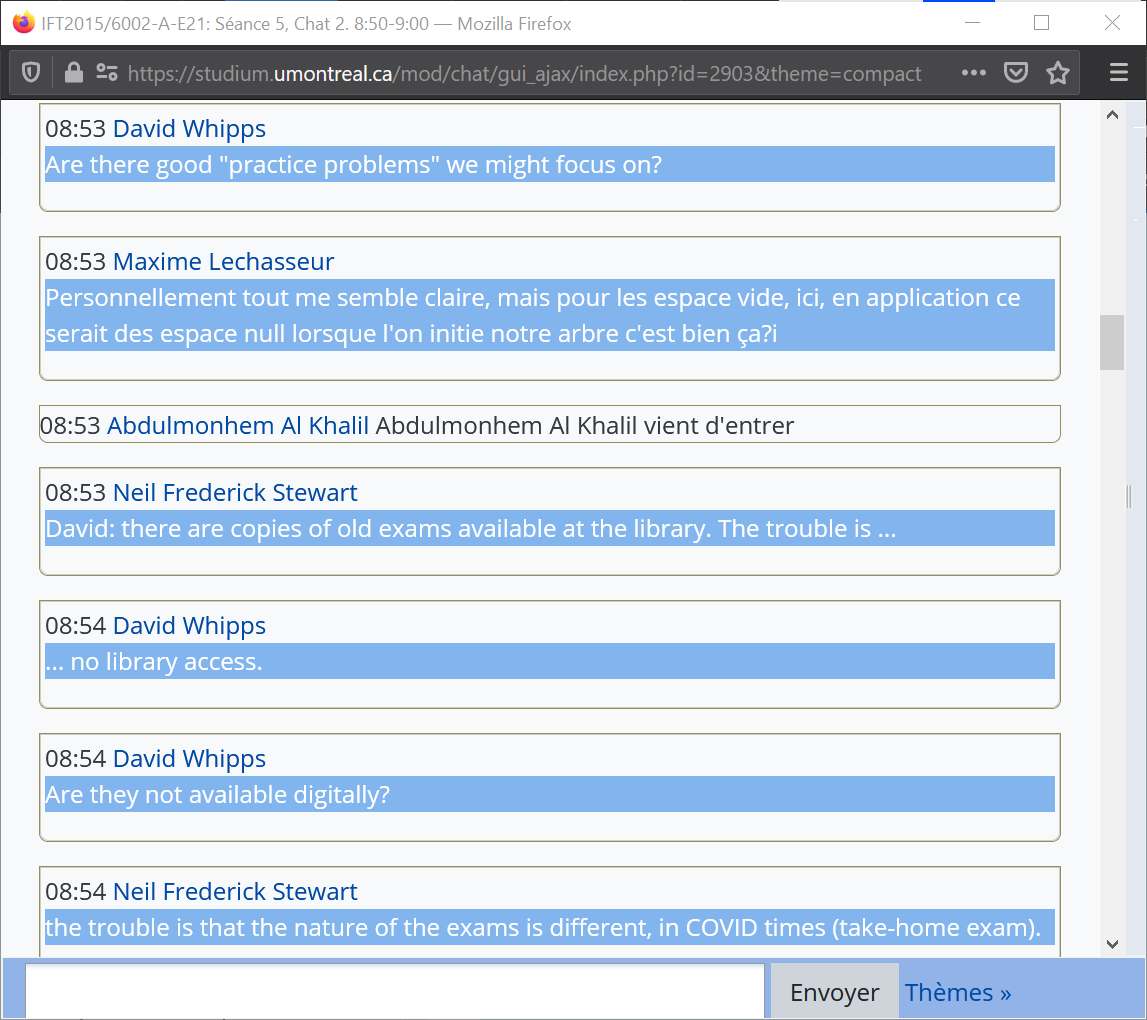 IFT2015/6002-A-E21: Séance 5, Chat 2. 8:50-9:00 — Mozilla Firefox
https://studium.umontreal.ca/mod/chat/gui_ajax/index.php?id=2903&theme=compact
08:53 David Whipps
Are there good "practice problems" we might focus on?
08:53 Maxime Lechasseur
Personnellement tout me semble claire, mais pour les espace vide, ici, en application ce
serait des espace null lorsque l'on initie notre arbre c'est bien ça?i
08:53 Abdulmonhem Al Khalil Abdulmonhem Al Khalil vient d'entrer
08:53 Neil Frederick Stewart
David: there are copies of old exams available at the library. The trouble is ...
08:54 David Whipps
... no library access.
08:54 David Whipps
Are they not available digitally?
08:54 Neil Frederick Stewart
the trouble is that the nature of the exams is different, in COVID times (take-home exam).
Envoyer Thèmes »